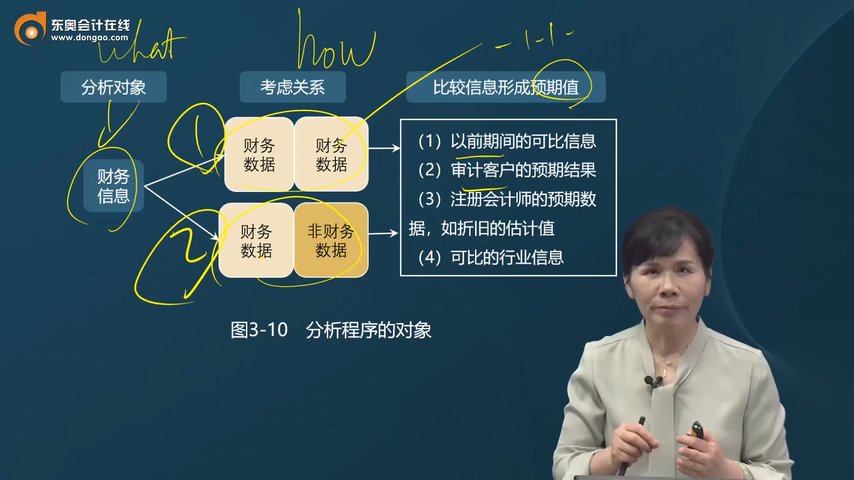 东奥会计在线
www.dongao.com
what
how
分析对象
考虑关系
比较信息形成预期值
财务
信息
1
财务
数据
财务
数据
2
财务
数据
非财务
数据
（1）以前期间的可比信息
（2）审计客户的预期结果
（3）注册会计师的预期数
据，如折旧的估计值
（4）可比的行业信息
图3-10 分析程序的对象